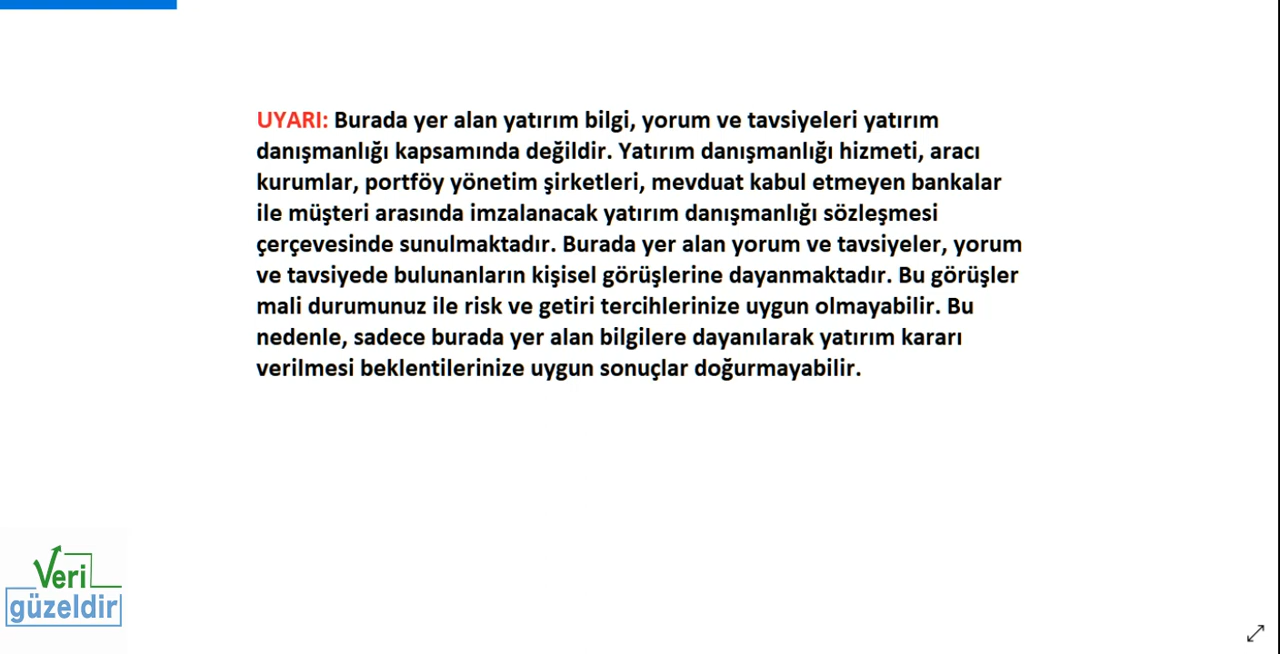 UYARI: Burada yer alan yatırım bilgi, yorum ve tavsiyeleri yatırım
danışmanlığı kapsamında değildir. Yatırım danışmanlığı hizmeti, aracı
kurumlar, portföy yönetim şirketleri, mevduat kabul etmeyen bankalar
ile müşteri arasında imzalanacak yatırım danışmanlığı sözleşmesi
çerçevesinde sunulmaktadır. Burada yer alan yorum ve tavsiyeler, yorum
ve tavsiyede bulunanların kişisel görüşlerine dayanmaktadır. Bu görüşler
mali durumunuz ile risk ve getiri tercihlerinize uygun olmayabilir. Bu
nedenle, sadece burada yer alan bilgilere dayanılarak yatırım kararı
verilmesi beklentilerinize uygun sonuçlar doğurmayabilir.
Veri
güzeldir